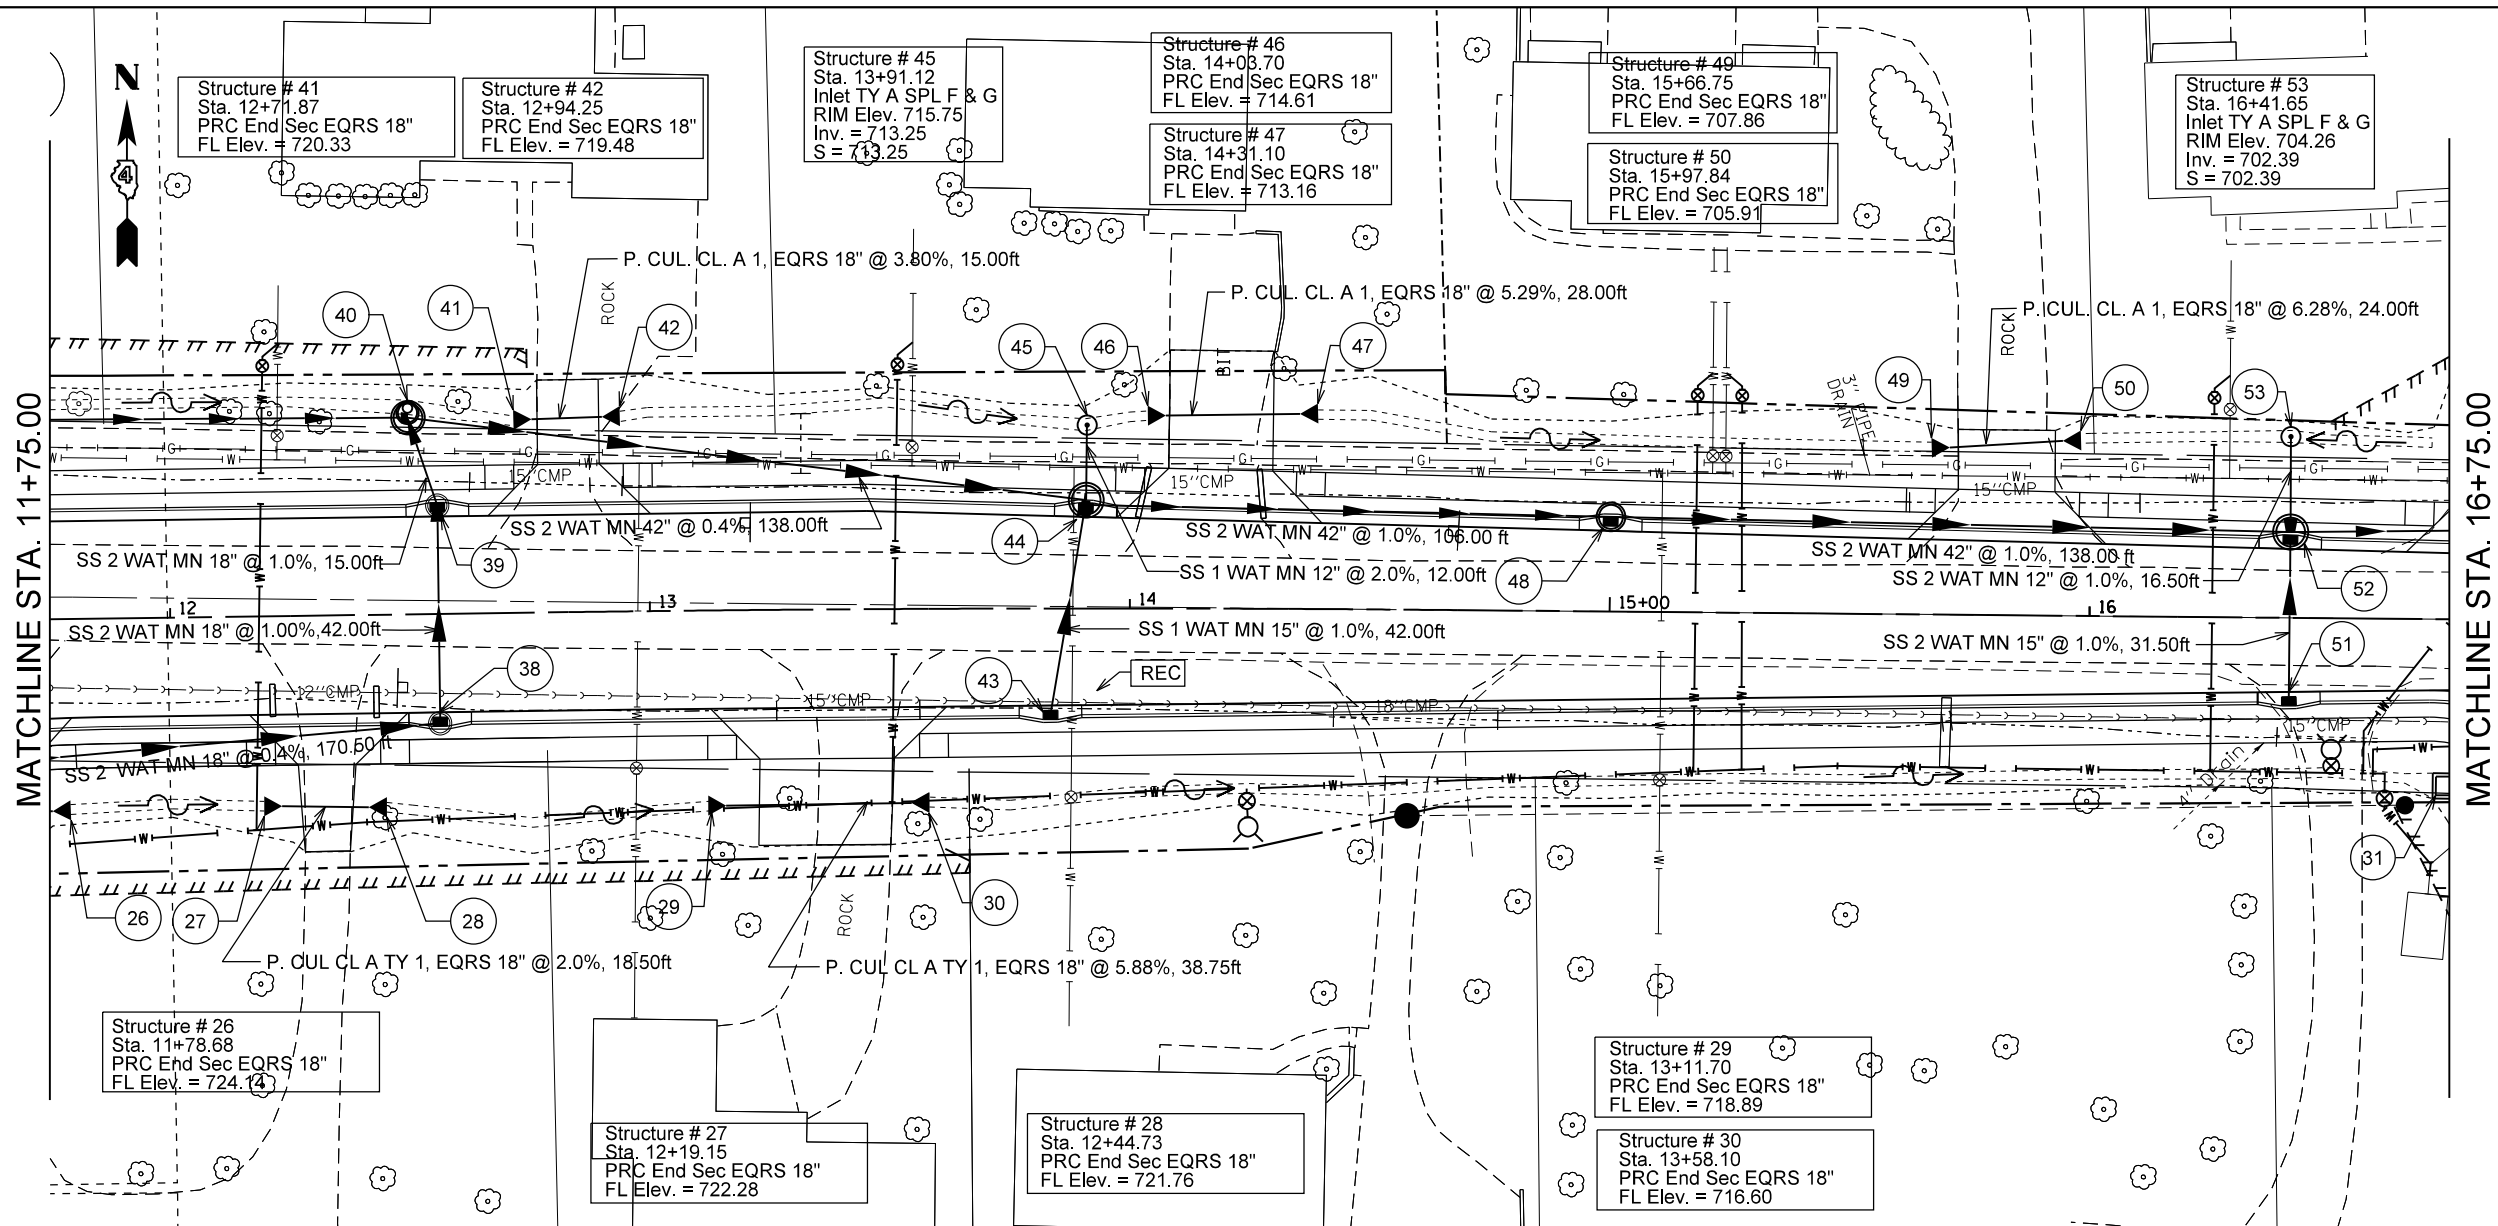 N
4
Structure # 41
Sta. 12+71.87
PRC End Sec EQRS 18"
FL Elev. = 720.33
Structure # 42
Sta. 12+94.25
PRC End Sec EQRS 18"
FL Elev. = 719.48
Structure # 45
Sta. 13+91.12
Inlet TY A SPL F & G
RIM Elev. 715.75
Inv. = 713.25
S = 713.25
Structure # 46
Sta. 14+03.70
PRC End Sec EQRS 18"
FL Elev. = 714.61
Structure # 47
Sta. 14+31.10
PRC End Sec EQRS 18"
FL Elev. = 713.16
Structure # 49
Sta. 15+66.75
PRC End Sec EQRS 18"
FL Elev. = 707.86
Structure # 50
Sta. 15+97.84
PRC End Sec EQRS 18"
FL Elev. = 705.91
Structure # 53
Sta. 16+41.65
Inlet TY A SPL F & G
RIM Elev. 704.26
Inv. = 702.39
S = 702.39
P. CUL. CL. A 1, EQRS 18" @ 3.80%, 15.00ft
P. CUL. CL. A 1, EQRS 18" @ 5.29%, 28.00ft
P. CUL. CL. A 1, EQRS 18" @ 6.28%, 24.00ft
ROCK
BIT
ROCK
3" PIPE
DRAIN
40
41
42
45
46
47
49
50
53
MATCHLINE STA. 11+75.00
MATCHLINE STA. 16+75.00
G G G G G G G G G G
W W W W W W W W W
15''CMP
15''CMP
15''CMP
SS 2 WAT MN 42" @ 0.4%, 138.00ft
SS 2 WAT MN 42" @ 1.0%, 106.00 ft
SS 2 WAT MN 42" @ 1.0%, 138.00 ft
SS 2 WAT MN 18" @ 1.0%, 15.00ft
SS 1 WAT MN 12" @ 2.0%, 12.00ft
SS 2 WAT MN 12" @ 1.0%, 16.50ft
39
44
48
52
12
13
14
15+00
16
SS 2 WAT MN 18" @ 1.00%,42.00ft
SS 1 WAT MN 15" @ 1.0%, 42.00ft
SS 2 WAT MN 15" @ 1.0%, 31.50ft
38
43
REC
51
12''CMP
15''CMP
18''CMP
15''CMP
SS 2 WAT MN 18" @ 0.4%, 170.50 ft
4" Drain
W W W W W W W W W W W W W
26
27
28
29
30
31
ROCK
P. CUL CL A TY 1, EQRS 18" @ 2.0%, 18.50ft
P. CUL CL A TY 1, EQRS 18" @ 5.88%, 38.75ft
Structure # 26
Sta. 11+78.68
PRC End Sec EQRS 18"
FL Elev. = 724.14
Structure # 27
Sta. 12+19.15
PRC End Sec EQRS 18"
FL Elev. = 722.28
Structure # 28
Sta. 12+44.73
PRC End Sec EQRS 18"
FL Elev. = 721.76
Structure # 29
Sta. 13+11.70
PRC End Sec EQRS 18"
FL Elev. = 718.89
Structure # 30
Sta. 13+58.10
PRC End Sec EQRS 18"
FL Elev. = 716.60